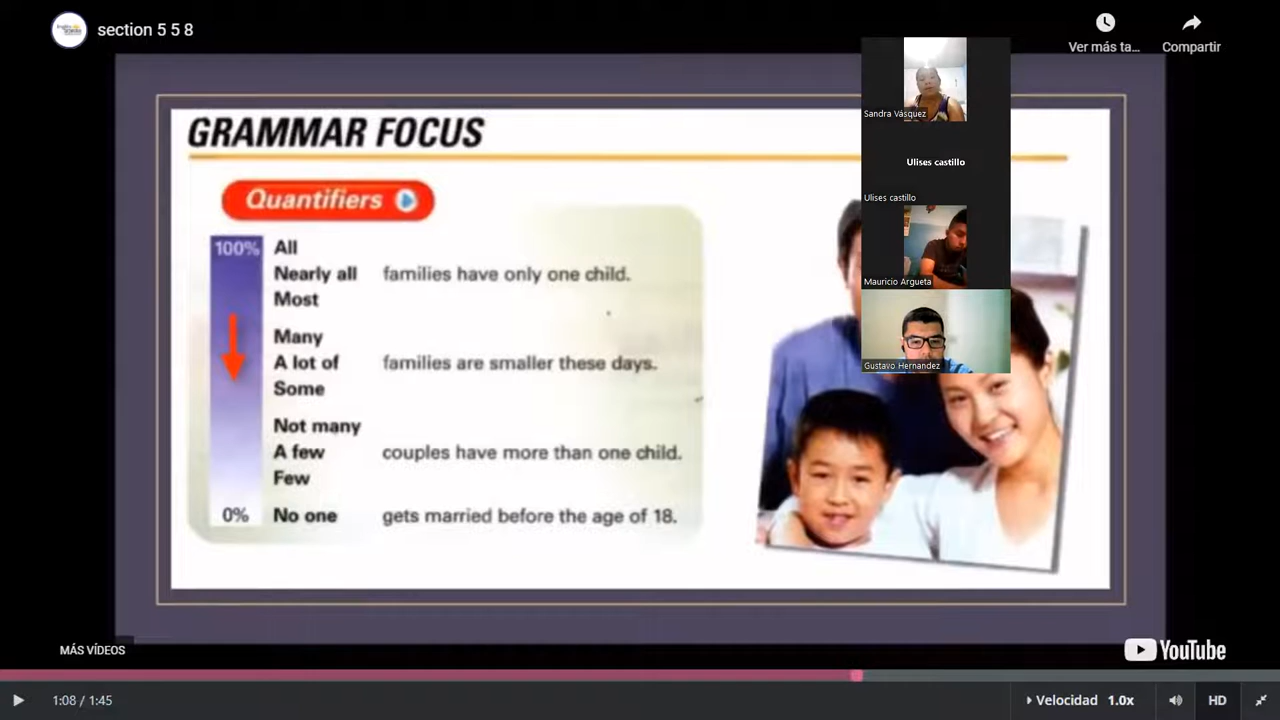 section 5 5 8
Ver más ta...
Compartir
GRAMMAR FOCUS
Quantifiers
100%
All
Nearly all families have only one child.
Most
Many
A lot of families are smaller these days.
Some
Not many
A few couples have more than one child.
Few
0% No one gets married before the age of 18.
Sandra Vásquez
Ulises castillo
Ulises castillo
Mauricio Argueta
Gustavo Hernandez
MÁS VÍDEOS
YouTube
1:08 / 1:45
Velocidad 1.0x
HD